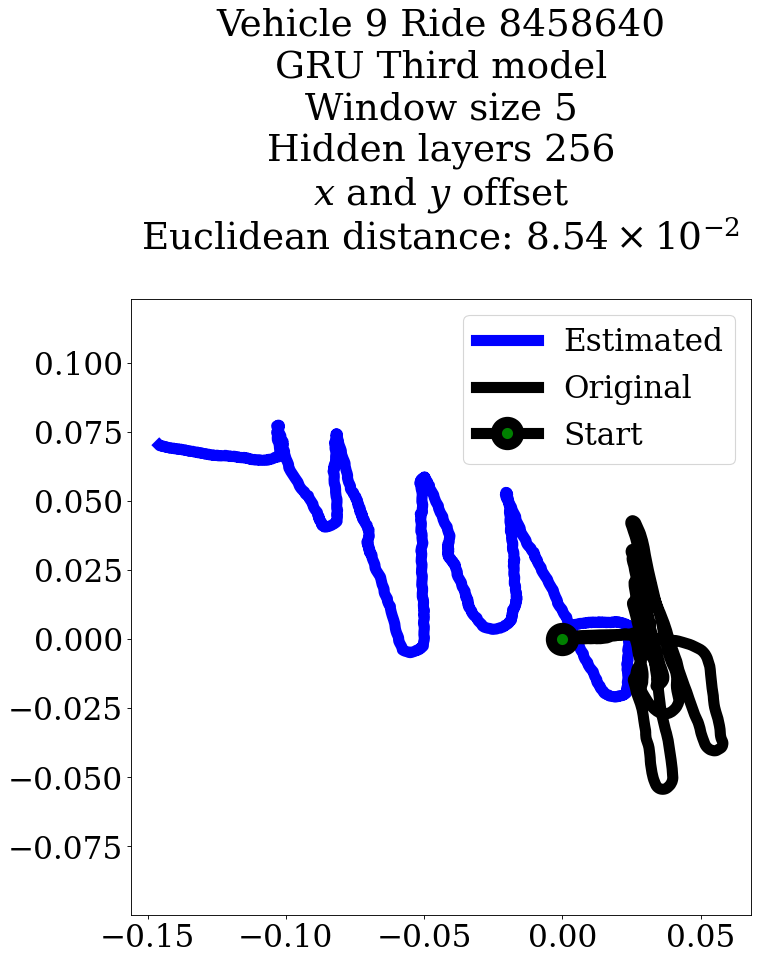 Vehicle 9 Ride 8458640
GRU Third model
Window size 5
Hidden layers 256
x and y offset
Euclidean distance: 8.54 × 10⁻²
Estimated
Original
Start
0.100
0.075
0.050
0.025
0.000
−0.025
−0.050
−0.075
−0.15 −0.10 −0.05 0.00 0.05